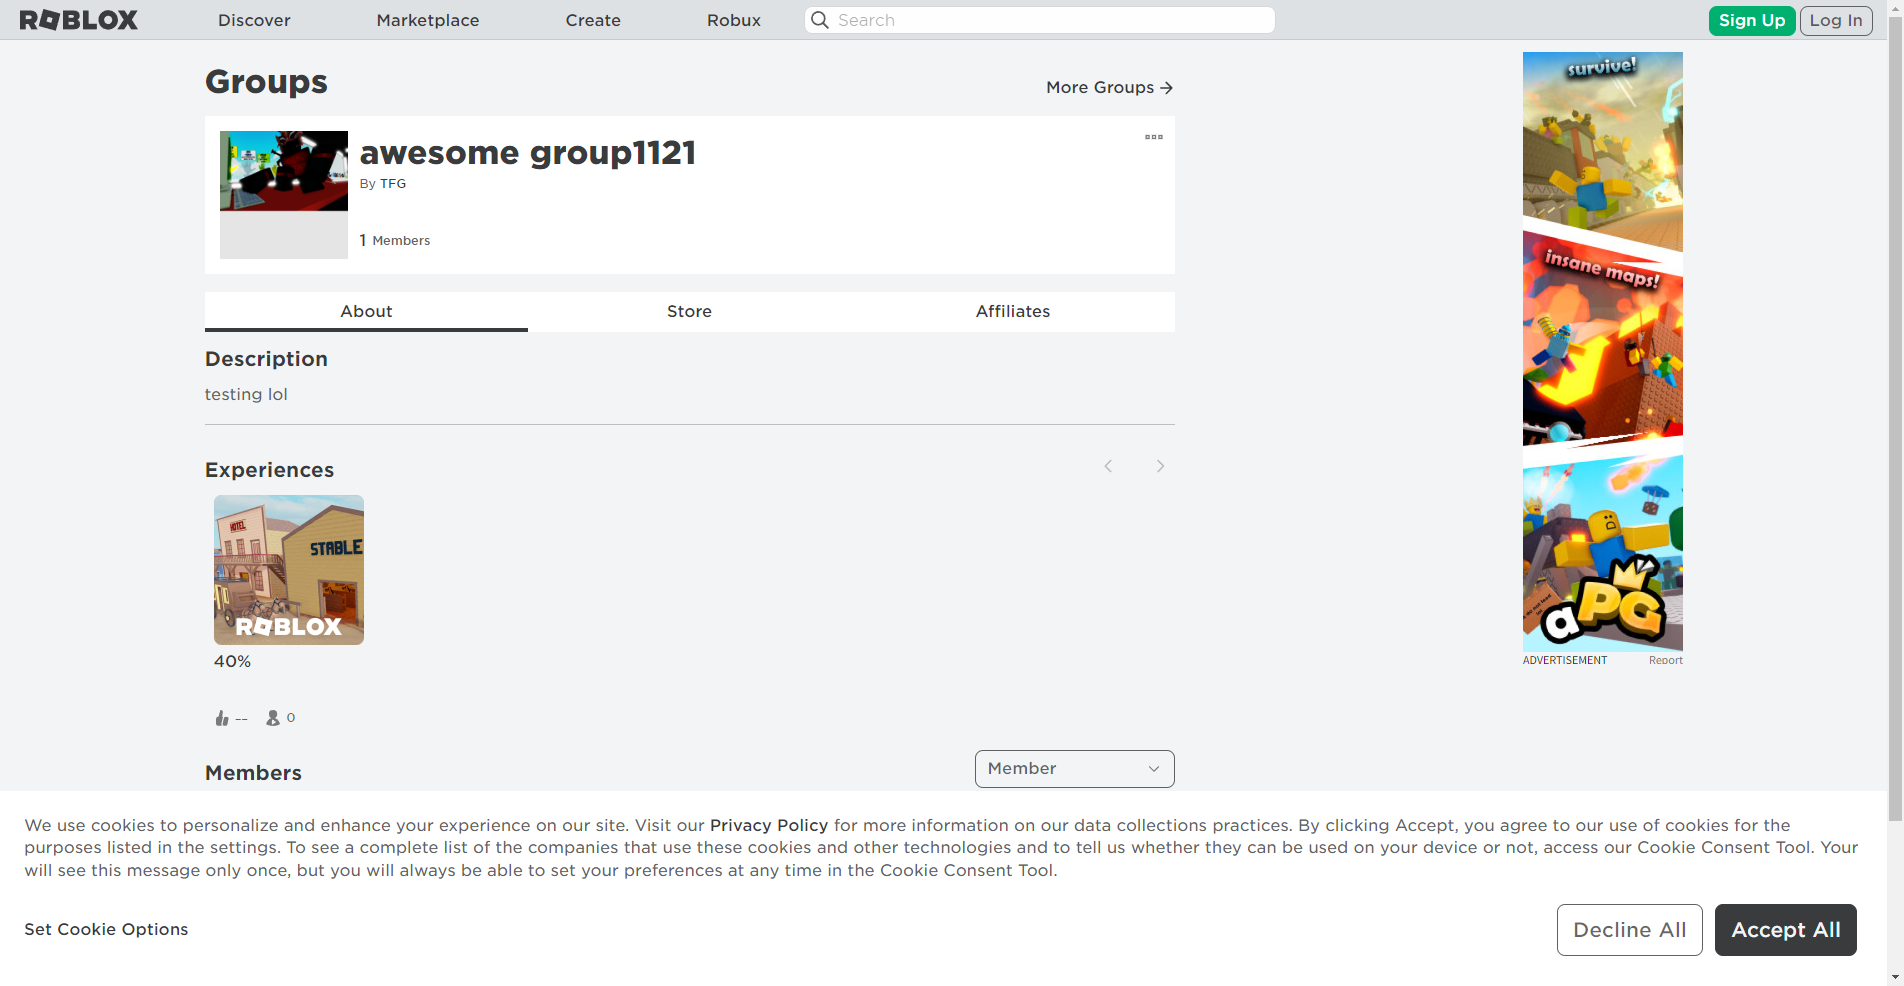 ROBLOX
Discover
Marketplace
Create
Robux
Search
Sign Up
Log In
Groups
More Groups
awesome group1121
By TFG
1 Members
About
Store
Affiliates
Description
testing lol
Experiences
HOTEL
STABLE
ROBLOX
40%
--
0
Members
Member
survive!
insane maps!
aPG
ADVERTISEMENT
Report
We use cookies to personalize and enhance your experience on our site. Visit our Privacy Policy for more information on our data collections practices. By clicking Accept, you agree to our use of cookies for the
purposes listed in the settings. To see a complete list of the companies that use these cookies and other technologies and to tell us whether they can be used on your device or not, access our Cookie Consent Tool. Your
will see this message only once, but you will always be able to set your preferences at any time in the Cookie Consent Tool.
Set Cookie Options
Decline All
Accept All